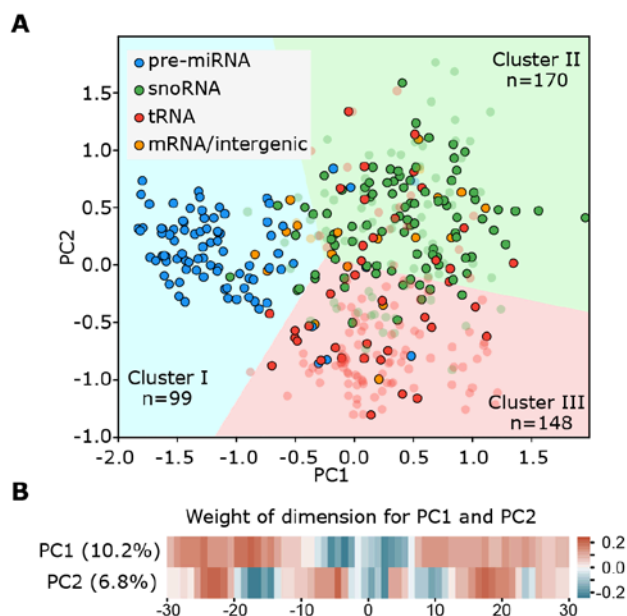 A
pre-miRNA
snoRNA
tRNA
mRNA/intergenic
Cluster II
n=170
Cluster I
n=99
Cluster III
n=148
PC2
1.5
1.0
0.5
0.0
-0.5
-1.0
-1.0
-2.0 -1.5 -1.0 -0.5 0.0 0.5 1.0 1.5
PC1
B
Weight of dimension for PC1 and PC2
PC1 (10.2%)
PC2 (6.8%)
0.2
0.0
-0.2
-30 -20 -10 0 10 20 30